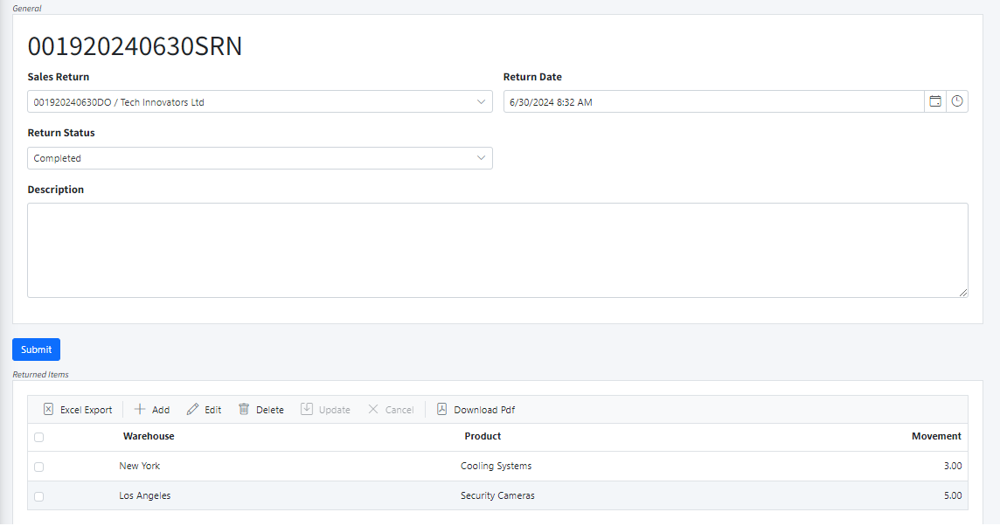 General
001920240630SRN
Sales Return
Return Date
001920240630DO / Tech Innovators Ltd
6/30/2024 8:32 AM
Return Status
Completed
Description
Submit
Returned Items
Excel Export
Add
Edit
Delete
Update
Cancel
Download Pdf
Warehouse Product Movement
New York Cooling Systems 3.00
Los Angeles Security Cameras 5.00